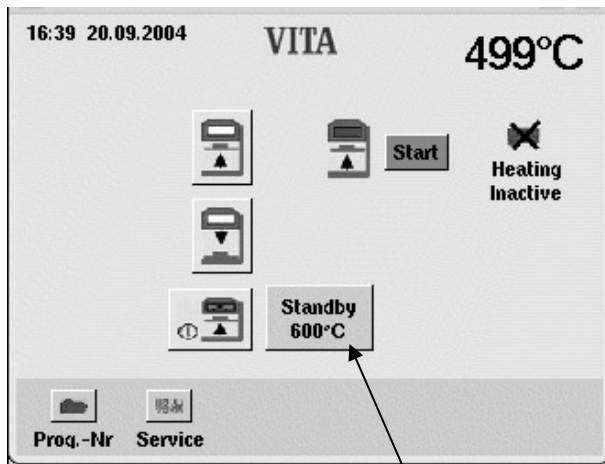 16:39 20.09.2004
VITA
499°C
Start
Heating
Inactive
Standby
600°C
Prog.-Nr
Service